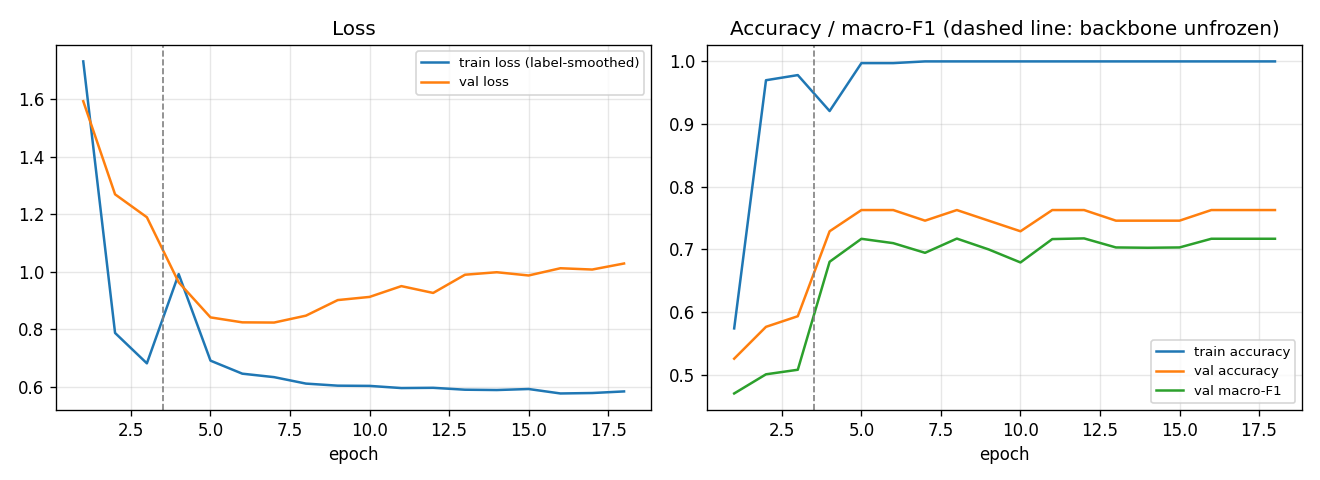 Loss
train loss (label-smoothed)
val loss
1.6
1.4
1.2
1.0
0.8
0.6
2.5 5.0 7.5 10.0 12.5 15.0 17.5
epoch
Accuracy / macro-F1 (dashed line: backbone unfrozen)
1.0
0.9
0.8
0.7
0.6
0.5
train accuracy
val accuracy
val macro-F1
2.5 5.0 7.5 10.0 12.5 15.0 17.5
epoch